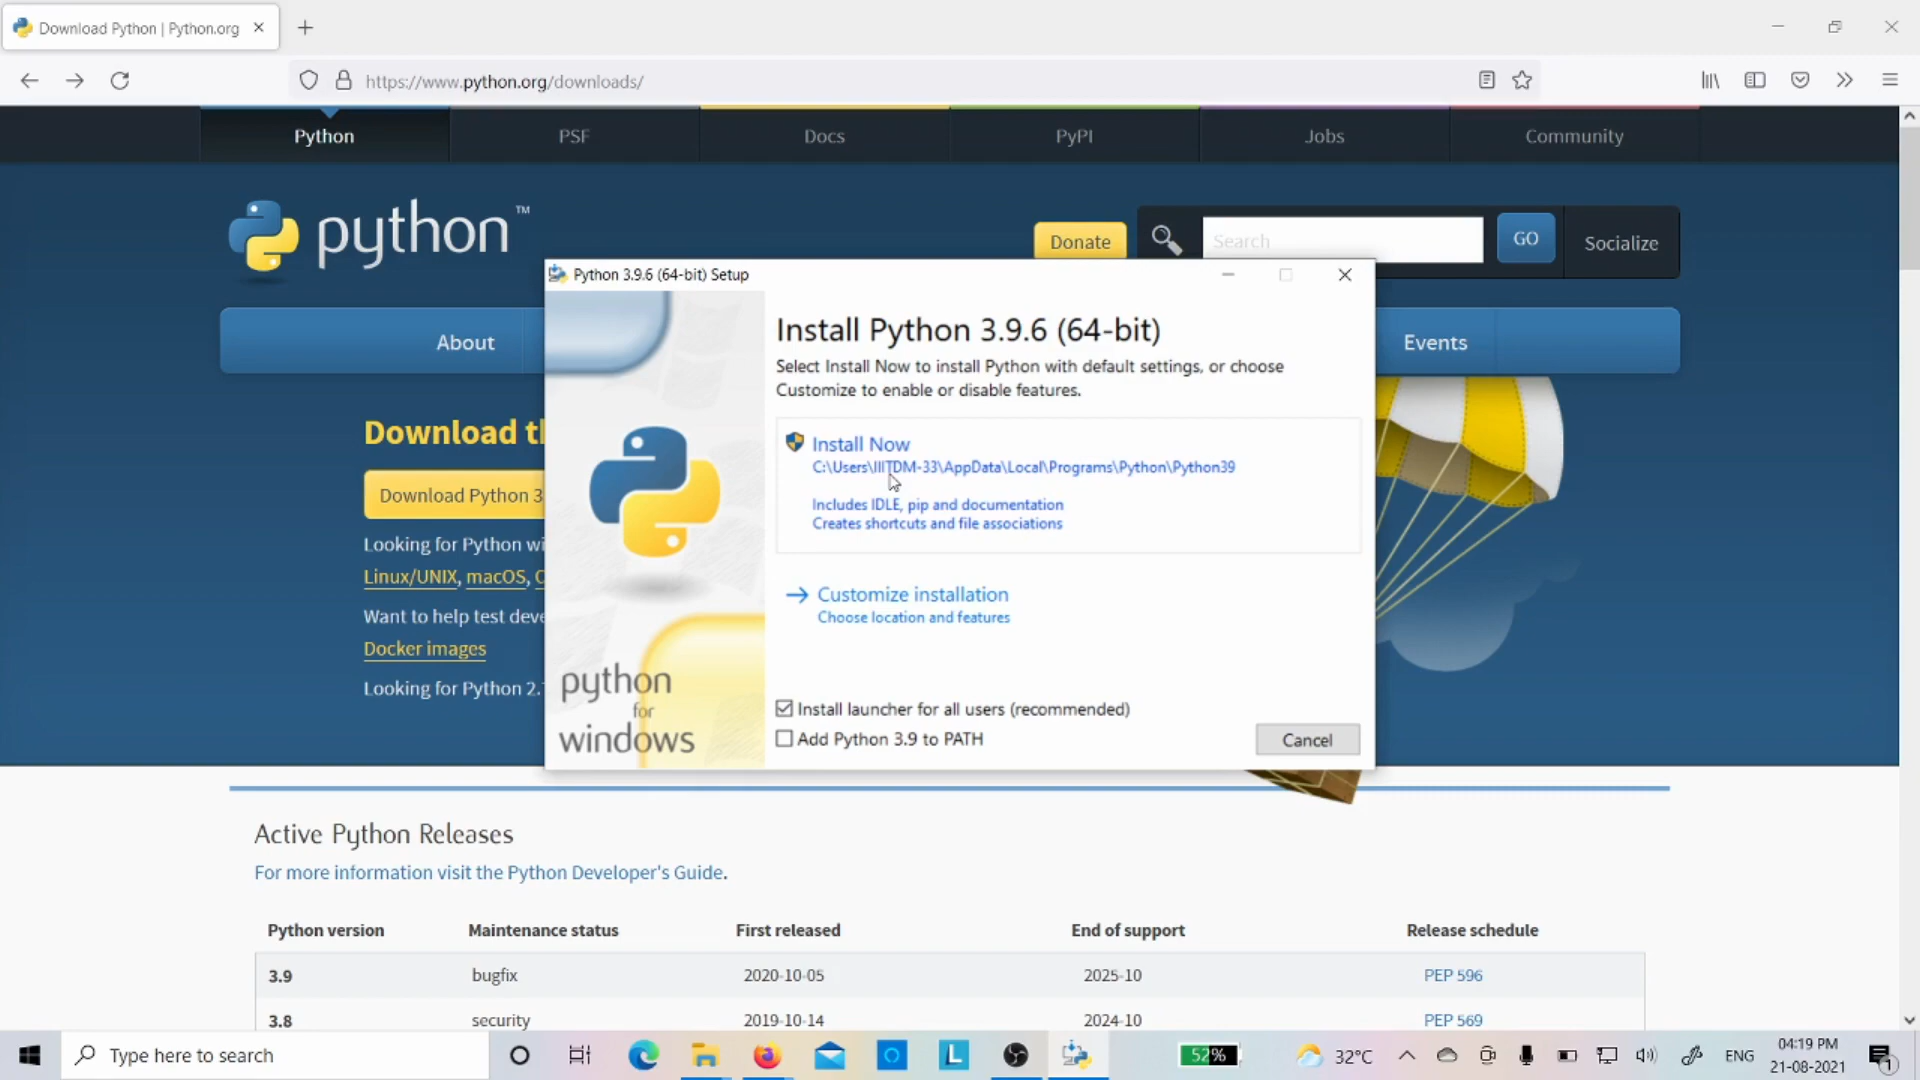 Download Python | Python.org
https://www.python.org/downloads/
Python PSF Docs PyPI Jobs Community
python™
Donate Search GO Socialize
About Events
Python 3.9.6 (64-bit) Setup
Install Python 3.9.6 (64-bit)
Select Install Now to install Python with default settings, or choose
Customize to enable or disable features.
Install Now
C:\Users\IIITDM-33\AppData\Local\Programs\Python\Python39
Includes IDLE, pip and documentation
Creates shortcuts and file associations
Customize installation
Choose location and features
Install launcher for all users (recommended)
Add Python 3.9 to PATH
Cancel
python
for
windows
Download t
Download Python 3
Looking for Python wi
Linux/UNIX, macOS,
Want to help test deve
Docker images
Looking for Python 2.
Active Python Releases
For more information visit the Python Developer's Guide.
Python version Maintenance status First released End of support Release schedule
3.9 bugfix 2020-10-05 2025-10 PEP 596
3.8 security 2019-10-14 2024-10 PEP 569
Type here to search
L
52%
32°C
ENG
04:19 PM
21-08-2021
1